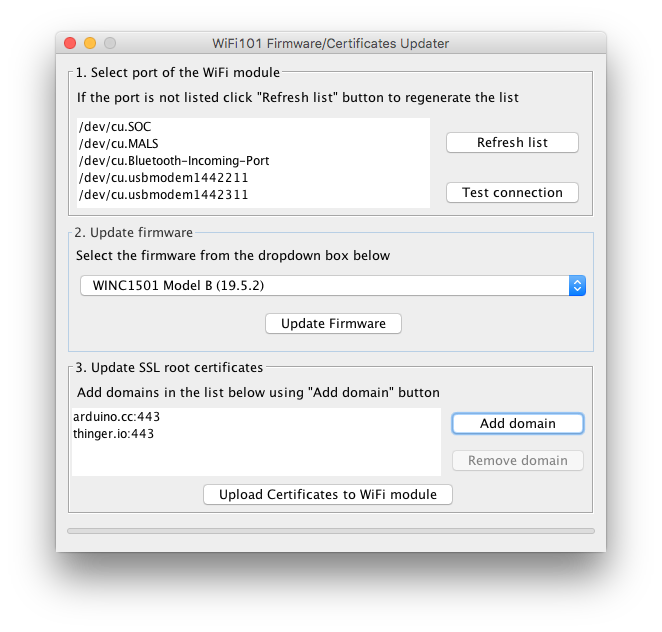 WiFi101 Firmware/Certificates Updater
1. Select port of the WiFi module
If the port is not listed click "Refresh list" button to regenerate the list
/dev/cu.SOC
/dev/cu.MALS
/dev/cu.Bluetooth-Incoming-Port
/dev/cu.usbmodem1442211
/dev/cu.usbmodem1442311
Refresh list
Test connection
2. Update firmware
Select the firmware from the dropdown box below
WINC1501 Model B (19.5.2)
Update Firmware
3. Update SSL root certificates
Add domains in the list below using "Add domain" button
arduino.cc:443
thinger.io:443
Add domain
Remove domain
Upload Certificates to WiFi module